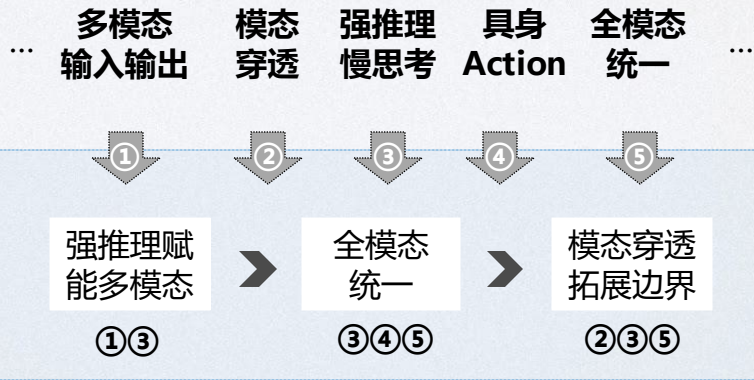 ... 多模态 模态 强推理 具身 全模态 ...
输入输出 穿透 慢思考 Action 统一
① ② ③ ④ ⑤
强推理赋 全模态 模态穿透
能多模态 统一 拓展边界
①③ ③④⑤ ②③⑤